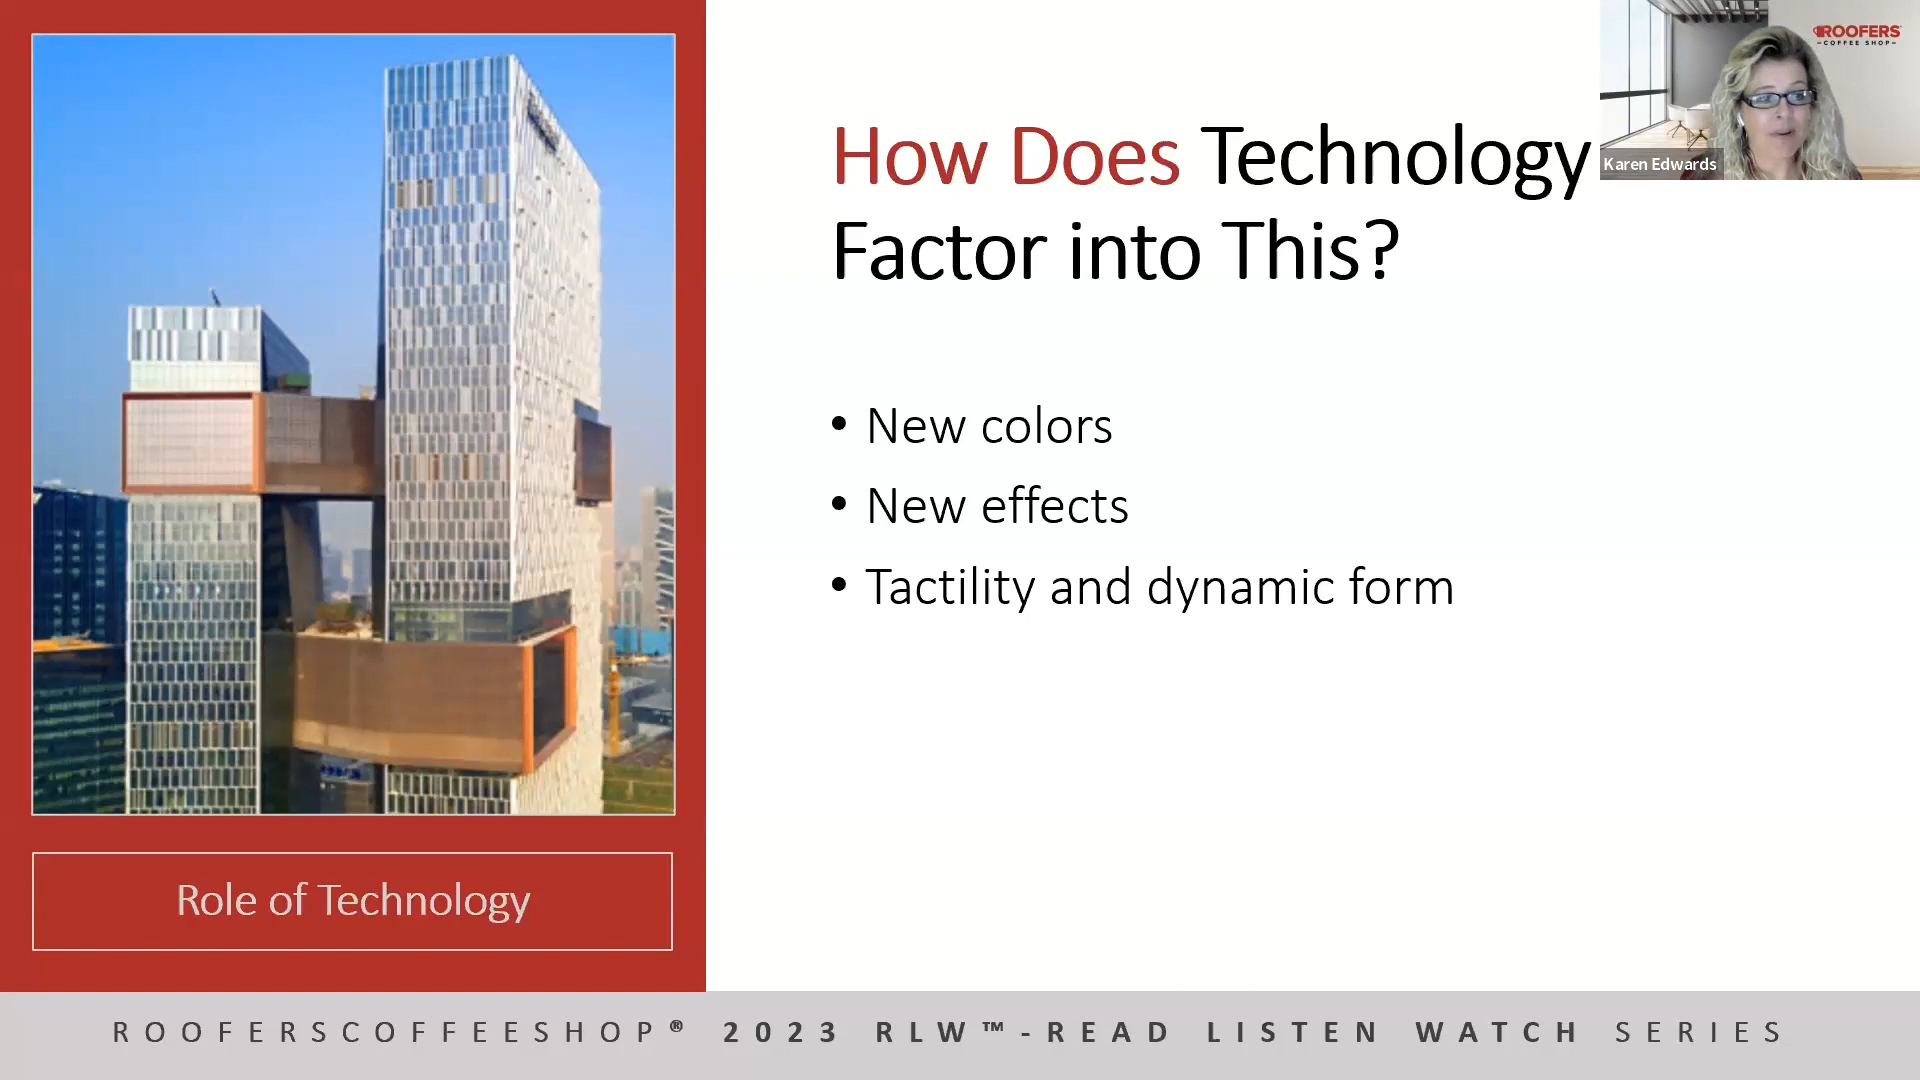 How Does Technology
Factor into This?
• New colors
• New effects
• Tactility and dynamic form
Role of Technology
ROOFERSCOFFEESHOP® 2023 RLW™-READ LISTEN WATCH SERIES
ROOFERS
-COFFEE SHOP-
Karen Edwards